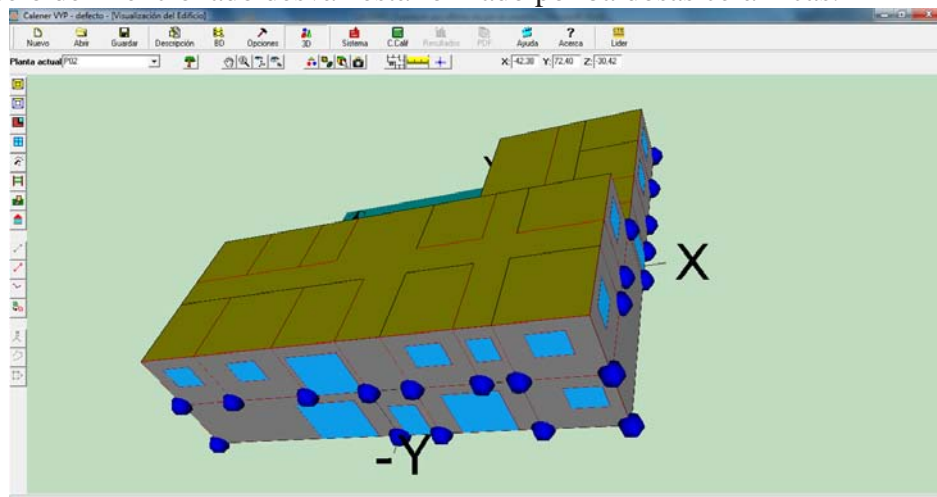 Calener VYP - defecto - [Visualización del Edificio]
Nuevo Abrir Guardar Descripción BD Opciones 3D Sistema C.Calif Resultados PDF Ayuda Acerca Lider
Planta actual P02 X: -42,30 Y: 72,40 Z: -30,42
X
-Y